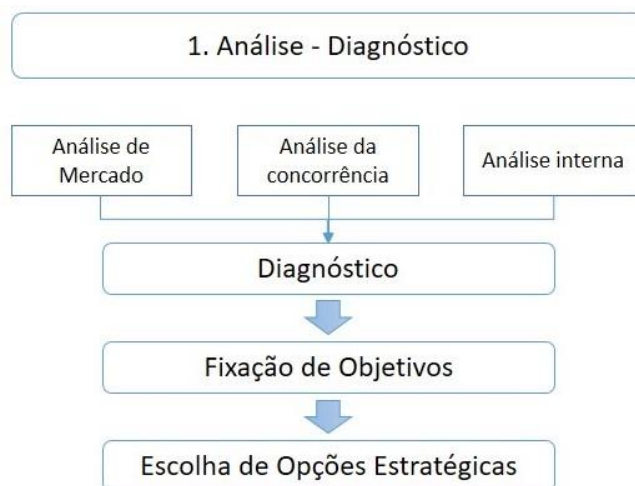 1. Análise - Diagnóstico
Análise de
Mercado
Análise da
concorrência
Análise interna
Diagnóstico
Fixação de Objetivos
Escolha de Opções Estratégicas